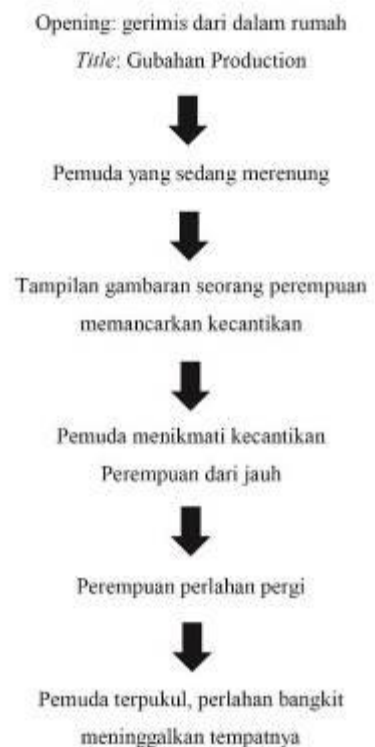 Opening: gerimis dari dalam rumah
Title: Gubahan Production
Pemuda yang sedang merenung
Tampilan gambaran seorang perempuan
memancarkan kecantikan
Pemuda menikmati kecantikan
Perempuan dari jauh
Perempuan perlahan pergi
Pemuda terpukul, perlahan bangkit
meninggalkan tempatnya